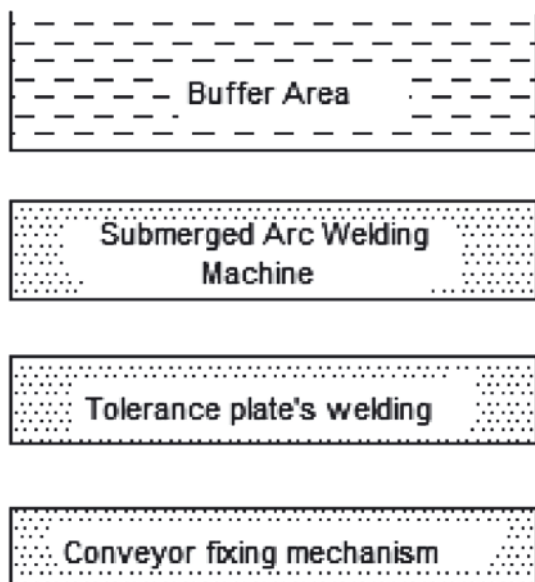 Buffer Area
Submerged Arc Welding
Machine
Tolerance plate's welding
Conveyor fixing mechanism